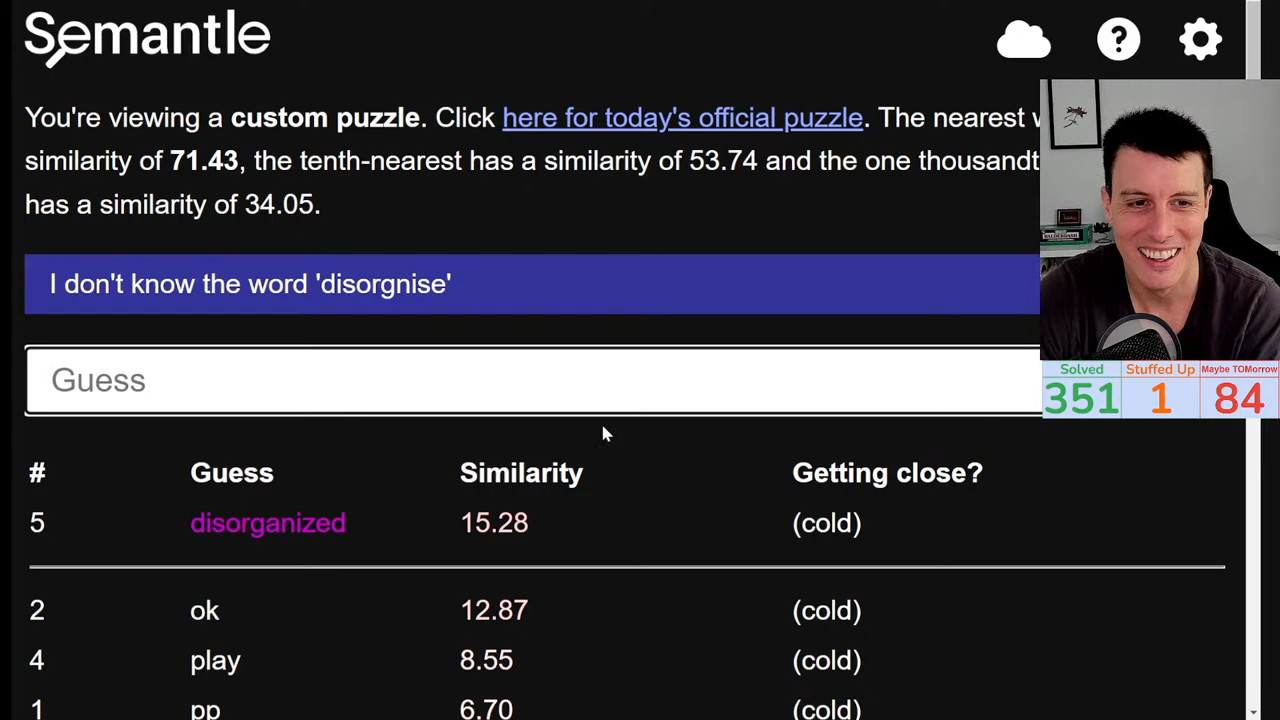 Semantle
You're viewing a custom puzzle. Click here for today's official puzzle. The nearest
similarity of 71.43, the tenth-nearest has a similarity of 53.74 and the one thousandt
has a similarity of 34.05.
I don't know the word 'disorgnise'
Guess
Solved Stuffed Up Maybe TOMorrow
351 1 84
# Guess Similarity Getting close?
5 disorganized 15.28 (cold)
2 ok 12.87 (cold)
4 play 8.55 (cold)
1 pp 6.70 (cold)